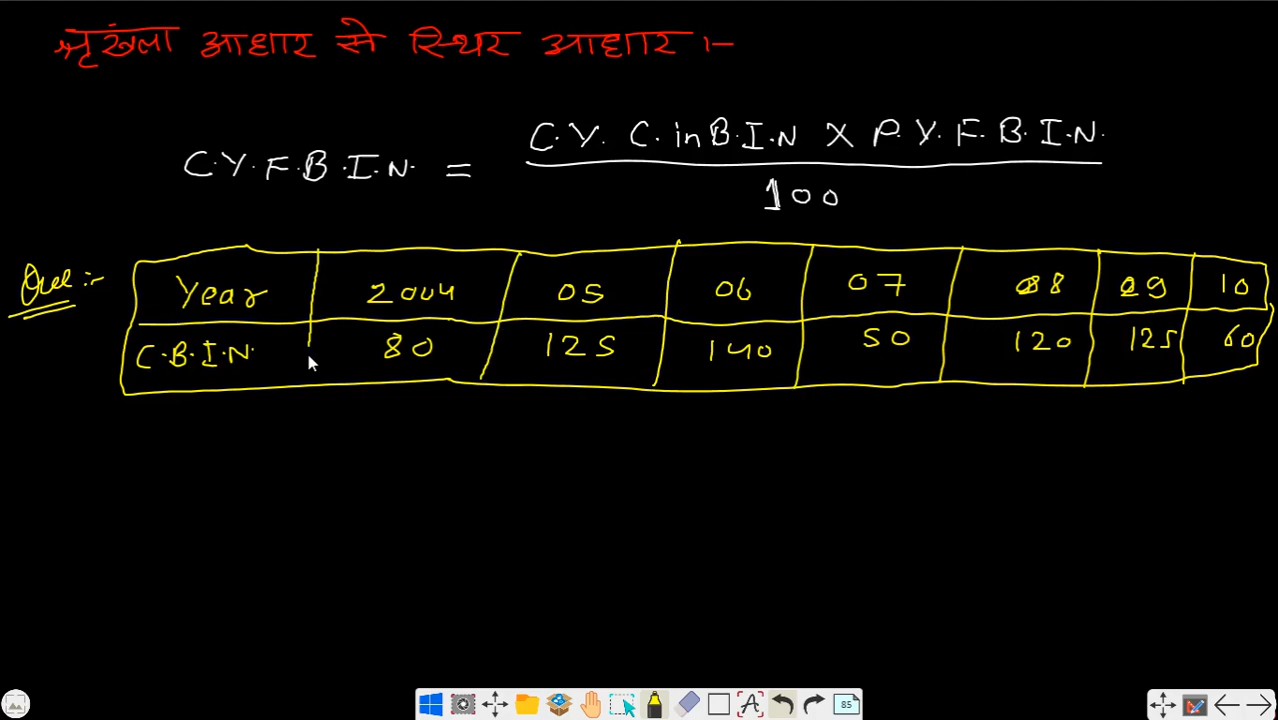 श्रृखंला आधार से स्थिर आधार :-
C.Y.F.B.I.N. = C.Y. C. in B.I.N X P.Y.F.B.I.N.
100
Que :-
Year 2004 05 06 07 08 09 10
C.B.I.N. 80 125 140 50 120 125 60
85